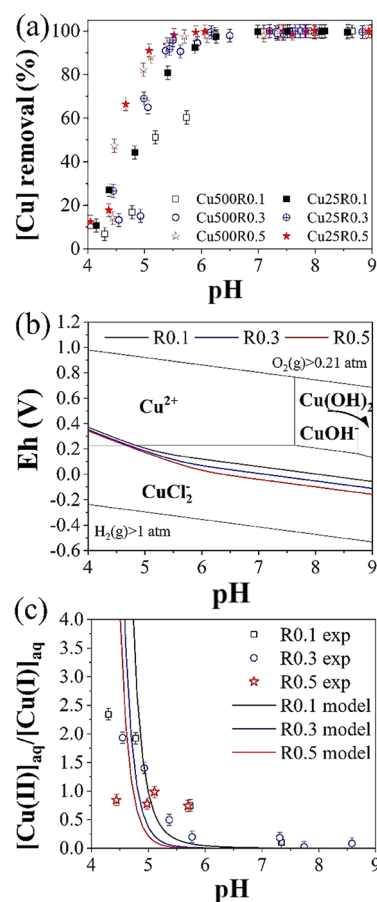 (a)
[Cu] removal (%)
100
80
60
40
20
0
Cu500R0.1 Cu25R0.1
Cu500R0.3 Cu25R0.3
Cu500R0.5 Cu25R0.5
4 5 6 7 8 9
pH
(b)
Eh (V)
1.2
1.0
0.8
0.6
0.4
0.2
0.0
-0.2
-0.4
-0.6
R0.1 R0.3 R0.5
O₂(g)>0.21 atm
Cu²⁺
Cu(OH)₂
CuOH⁻
CuCl₂⁻
H₂(g)>1 atm
4 5 6 7 8 9
pH
(c)
[Cu(II)]aq/[Cu(I)]aq
4.0
3.5
3.0
2.5
2.0
1.5
1.0
0.5
0.0
R0.1 exp
R0.3 exp
R0.5 exp
R0.1 model
R0.3 model
R0.5 model
4 5 6 7 8 9
pH